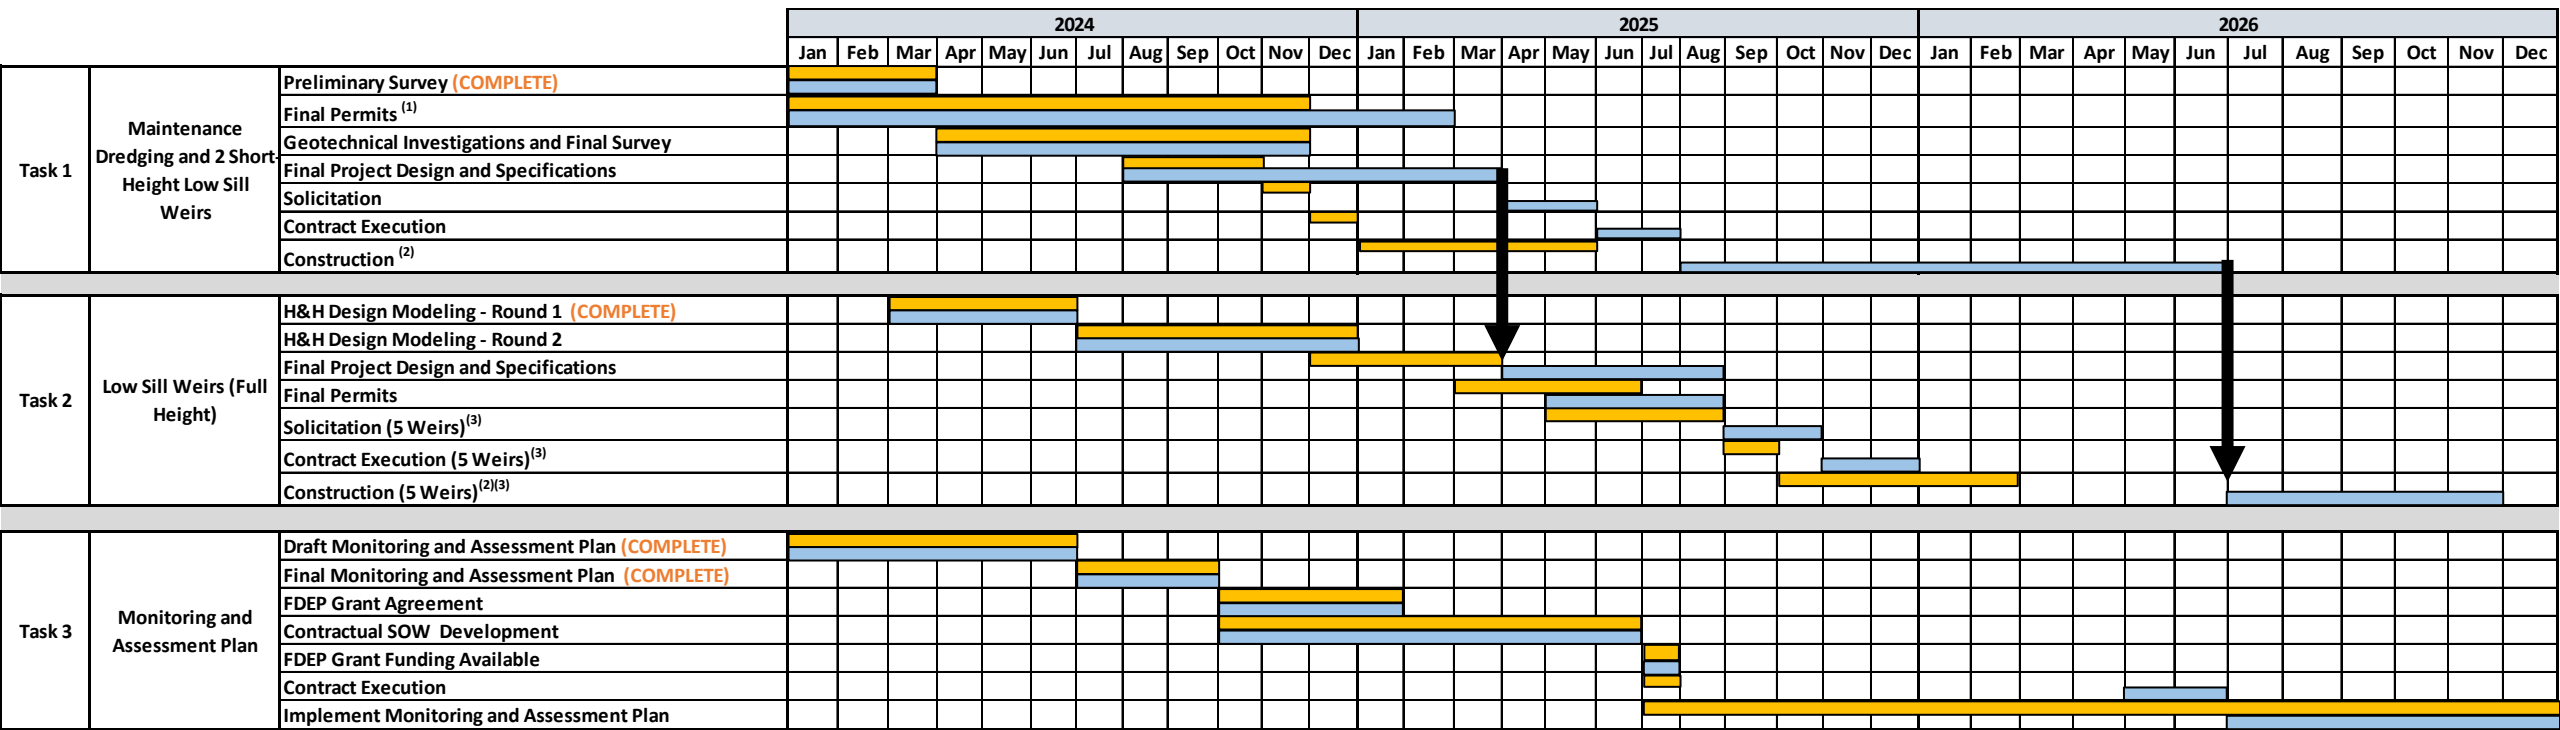 2024 2025 2026
Jan Feb Mar Apr May Jun Jul Aug Sep Oct Nov Dec Jan Feb Mar Apr May Jun Jul Aug Sep Oct Nov Dec Jan Feb Mar Apr May Jun Jul Aug Sep Oct Nov Dec
Task 1
Maintenance
Dredging and 2 Short-
Height Low Sill
Weirs
Preliminary Survey (COMPLETE)
Final Permits (1)
Geotechnical Investigations and Final Survey
Final Project Design and Specifications
Solicitation
Contract Execution
Construction (2)
Task 2
Low Sill Weirs (Full
Height)
H&H Design Modeling - Round 1 (COMPLETE)
H&H Design Modeling - Round 2
Final Project Design and Specifications
Final Permits
Solicitation (5 Weirs)(3)
Contract Execution (5 Weirs)(3)
Construction (5 Weirs)(2)(3)
Task 3
Monitoring and
Assessment Plan
Draft Monitoring and Assessment Plan (COMPLETE)
Final Monitoring and Assessment Plan (COMPLETE)
FDEP Grant Agreement
Contractual SOW Development
FDEP Grant Funding Available
Contract Execution
Implement Monitoring and Assessment Plan